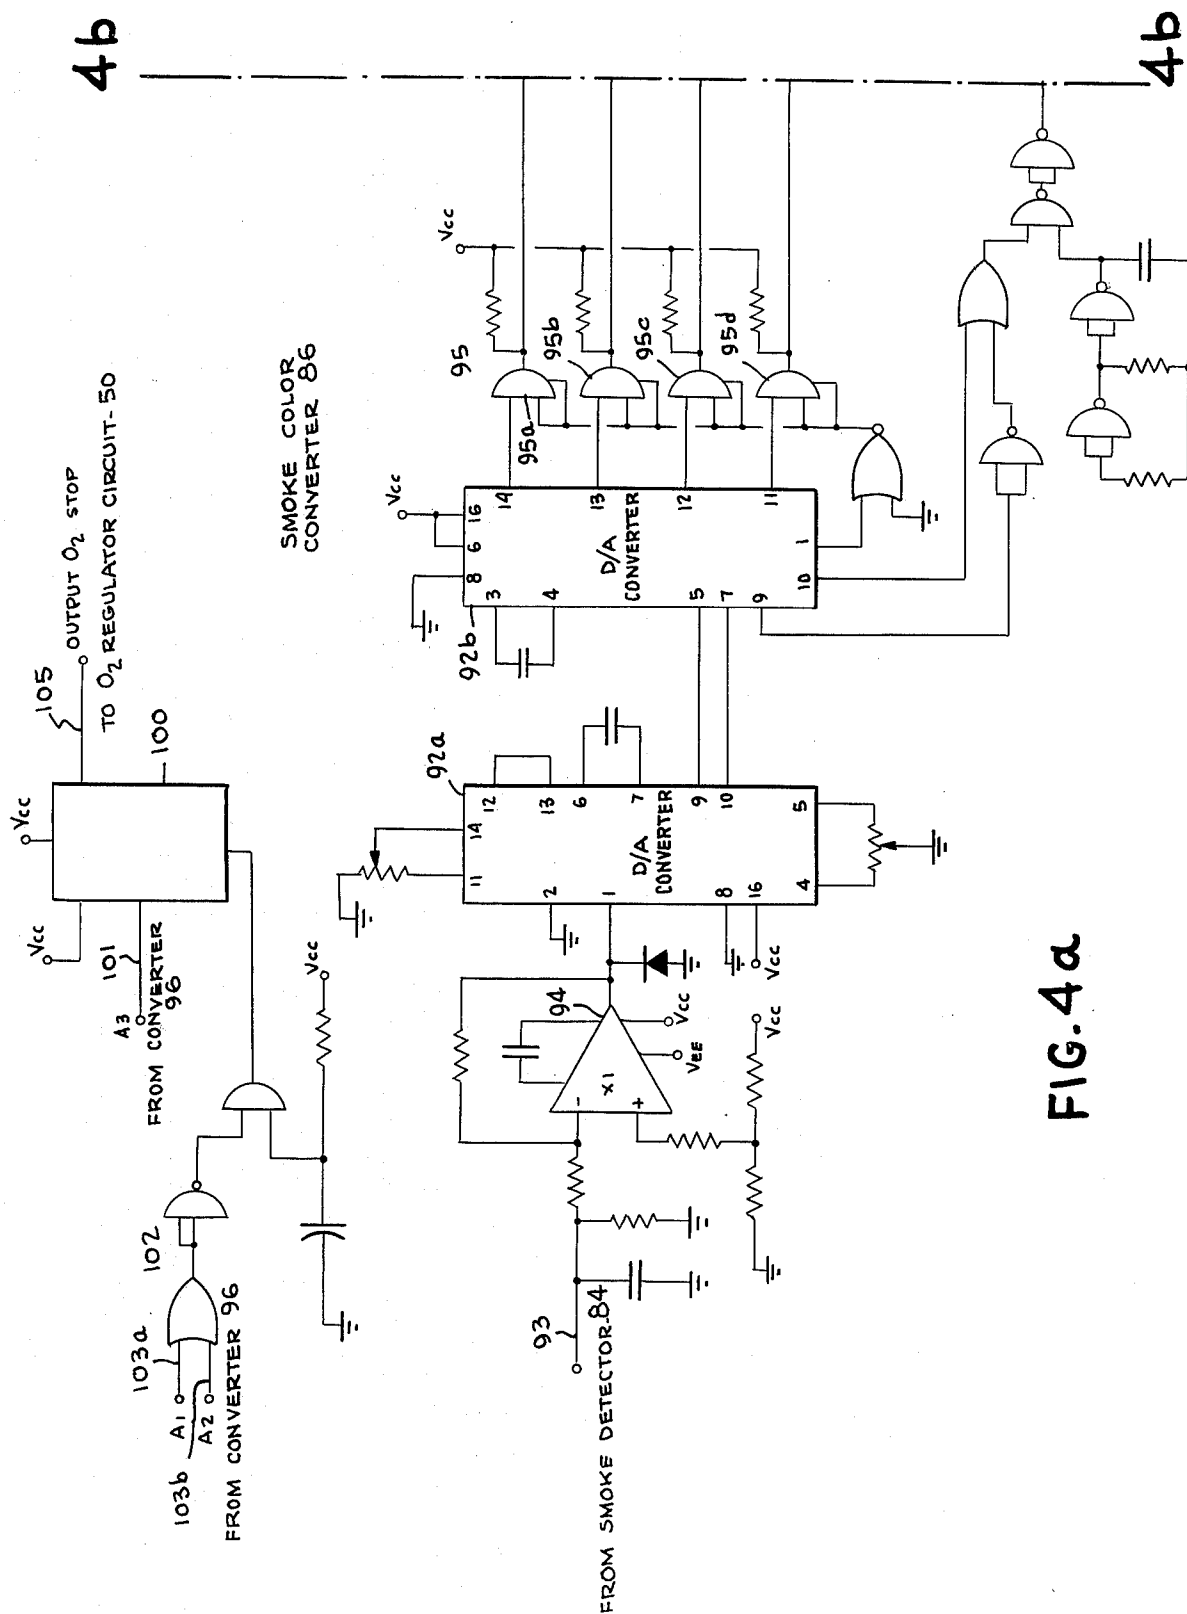 4b
4b
Vcc
Vcc
105
OUTPUT O2 STOP
TO O2 REGULATOR CIRCUIT-50
100
101
A3
FROM CONVERTER
96
Vcc
102
103a
A1
A2
103b
FROM CONVERTER 96
SMOKE COLOR
CONVERTER 86
Vcc
95
95a
95b
95c
95d
Vcc
92b
16
6
8
3
4
D/A
CONVERTER
14
13
12
11
5
7
9
10
1
92a
14
11
12
13
6
7
9
10
D/A
CONVERTER
2
1
8
16
4
5
Vcc
94
X1
-
+
Vcc
VEE
Vcc
93
FROM SMOKE DETECTOR-84
FIG.4a